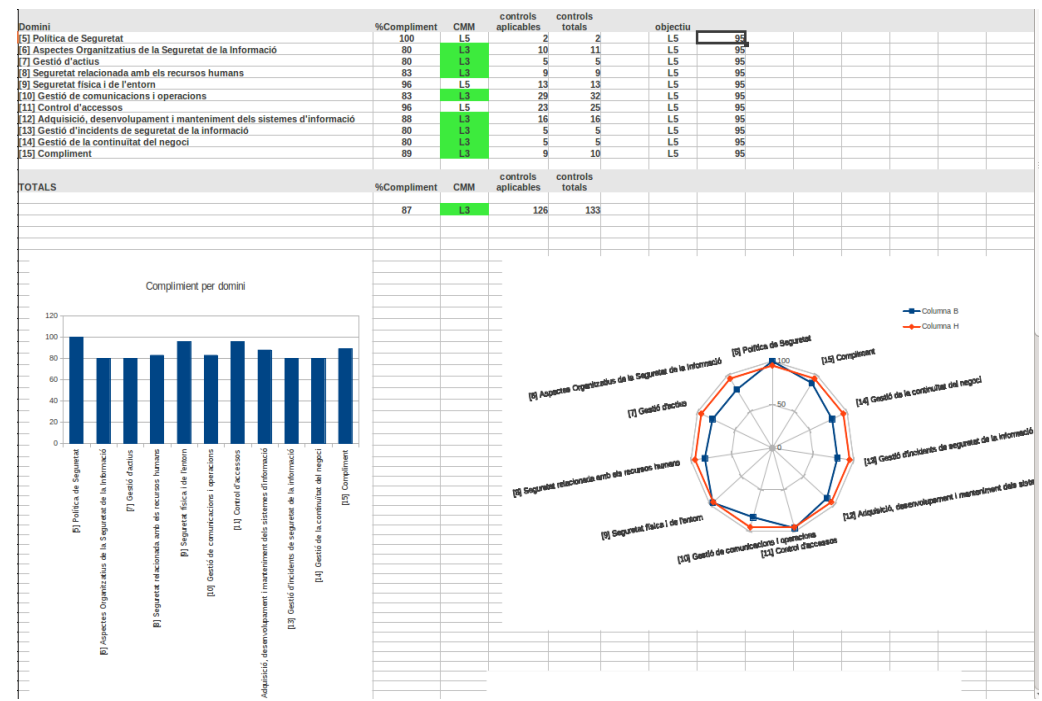 controls controls
Domini %Compliment CMM aplicables totals objectiu
[5] Política de Seguretat 100 L5 2 2 L5 95
[6] Aspectes Organitzatius de la Seguretat de la Informació 80 L3 10 11 L5 95
[7] Gestió d'actius 80 L3 5 5 L5 95
[8] Seguretat relacionada amb els recursos humans 83 L3 9 9 L5 95
[9] Seguretat física i de l'entorn 96 L5 13 13 L5 95
[10] Gestió de comunicacions i operacions 83 L3 29 32 L5 95
[11] Control d'accessos 96 L5 23 25 L5 95
[12] Adquisició, desenvolupament i manteniment dels sistemes d'informació 88 L3 16 16 L5 95
[13] Gestió d'incidents de seguretat de la informació 80 L3 5 5 L5 95
[14] Gestió de la continuïtat del negoci 80 L3 5 5 L5 95
[15] Compliment 89 L3 9 10 L5 95
controls controls
TOTALS %Compliment CMM aplicables totals
87 L3 126 133
Complimient per domini
120
100
80
60
40
20
0
[5] Política de Seguretat
[6] Aspectes Organitzatius de la Seguretat de la Informació
[7] Gestió d'actius
[8] Seguretat relacionada amb els recursos humans
[9] Seguretat física i de l'entorn
[10] Gestió de comunicacions i operacions
[11] Control d'accessos
Adquisició, desenvolupament i manteniment dels sistemes d'informació
[13] Gestió d'incidents de seguretat de la informació
[14] Gestió de la continuïtat del negoci
[15] Compliment
Columna B
Columna H
[5] Política de Seguretat
[15] Compliment
[6] Aspectes Organitzatius de la Seguretat de la Informació
[14] Gestió de la continuïtat del negoci
[7] Gestió d'actius
[13] Gestió d'incidents de seguretat de la informació
[8] Seguretat relacionada amb els recursos humans
[12] Adquisició, desenvolupament i manteniment dels siste
[9] Seguretat física i de l'entorn
[10] Gestió de comunicacions i operacions
[11] Control d'accessos
100
50
0